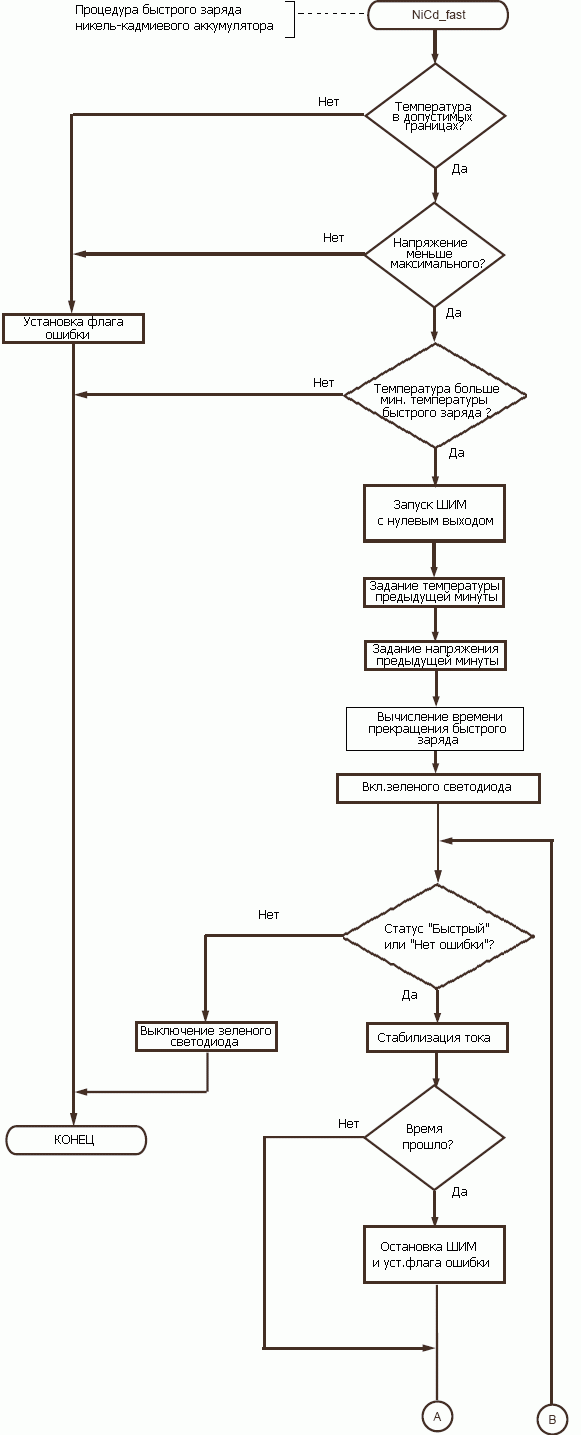 Процедура быстрого заряда
никель-кадмиевого аккумулятора
NiCd_fast
Температура
в допустимых
границах?
Нет
Да
Напряжение
меньше
максимального?
Нет
Да
Установка флага
ошибки
Температура больше
мин. температуры
быстрого заряда ?
Нет
Да
Запуск ШИМ
с нулевым выходом
Задание температуры
предыдущей минуты
Задание напряжения
предыдущей минуты
Вычисление времени
прекращения быстрого
заряда
Вкл.зеленого светодиода
Статус "Быстрый"
или "Нет ошибки"?
Нет
Да
Выключение зеленого
светодиода
Стабилизация тока
Время
прошло?
Нет
Да
КОНЕЦ
Остановка ШИМ
и уст.флага ошибки
A
B